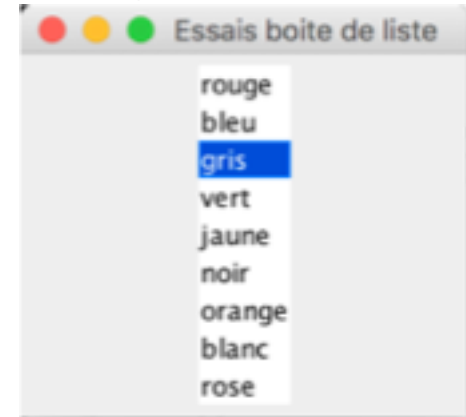 Essais boite de liste
rouge
bleu
gris
vert
jaune
noir
orange
blanc
rose